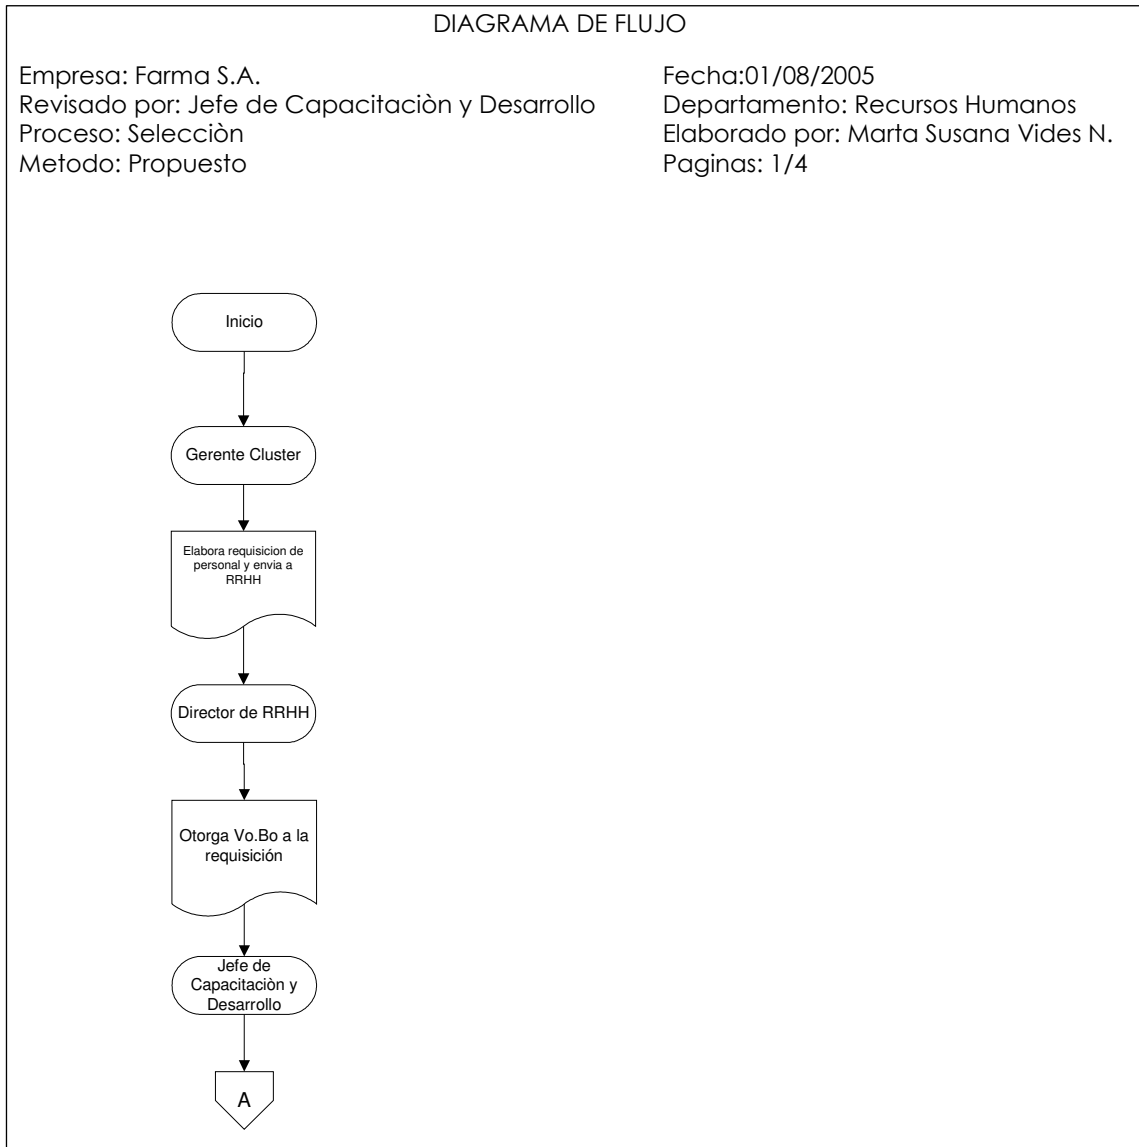 DIAGRAMA DE FLUJO
Empresa: Farma S.A.
Fecha:01/08/2005
Revisado por: Jefe de Capacitaciòn y Desarrollo
Departamento: Recursos Humanos
Proceso: Selecciòn
Elaborado por: Marta Susana Vides N.
Metodo: Propuesto
Paginas: 1/4
Inicio
Gerente Cluster
Elabora requisicion de
personal y envia a
RRHH
Director de RRHH
Otorga Vo.Bo a la
requisición
Jefe de
Capacitaciòn y
Desarrollo
A